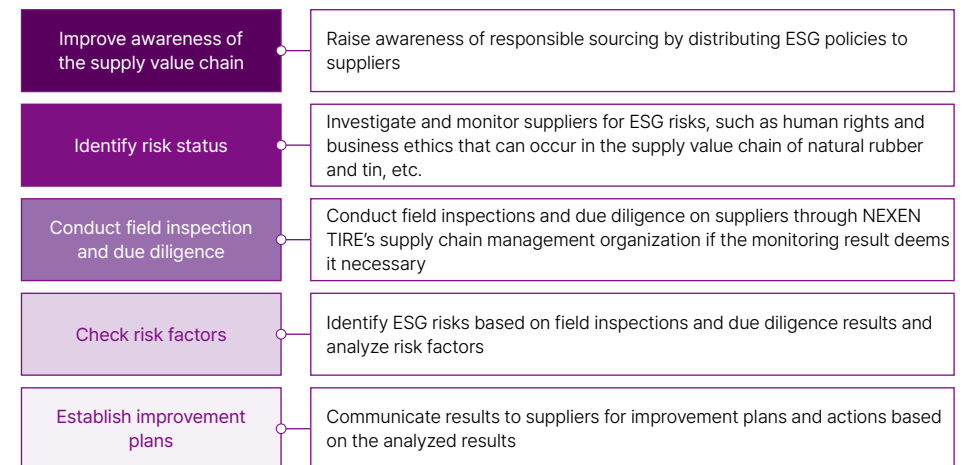 Improve awareness of
the supply value chain
Raise awareness of responsible sourcing by distributing ESG policies to
suppliers
Identify risk status
Investigate and monitor suppliers for ESG risks, such as human rights and
business ethics that can occur in the supply value chain of natural rubber
and tin, etc.
Conduct field inspection
and due diligence
Conduct field inspections and due diligence on suppliers through NEXEN
TIRE’s supply chain management organization if the monitoring result deems
it necessary
Check risk factors
Identify ESG risks based on field inspections and due diligence results and
analyze risk factors
Establish improvement
plans
Communicate results to suppliers for improvement plans and actions based
on the analyzed results